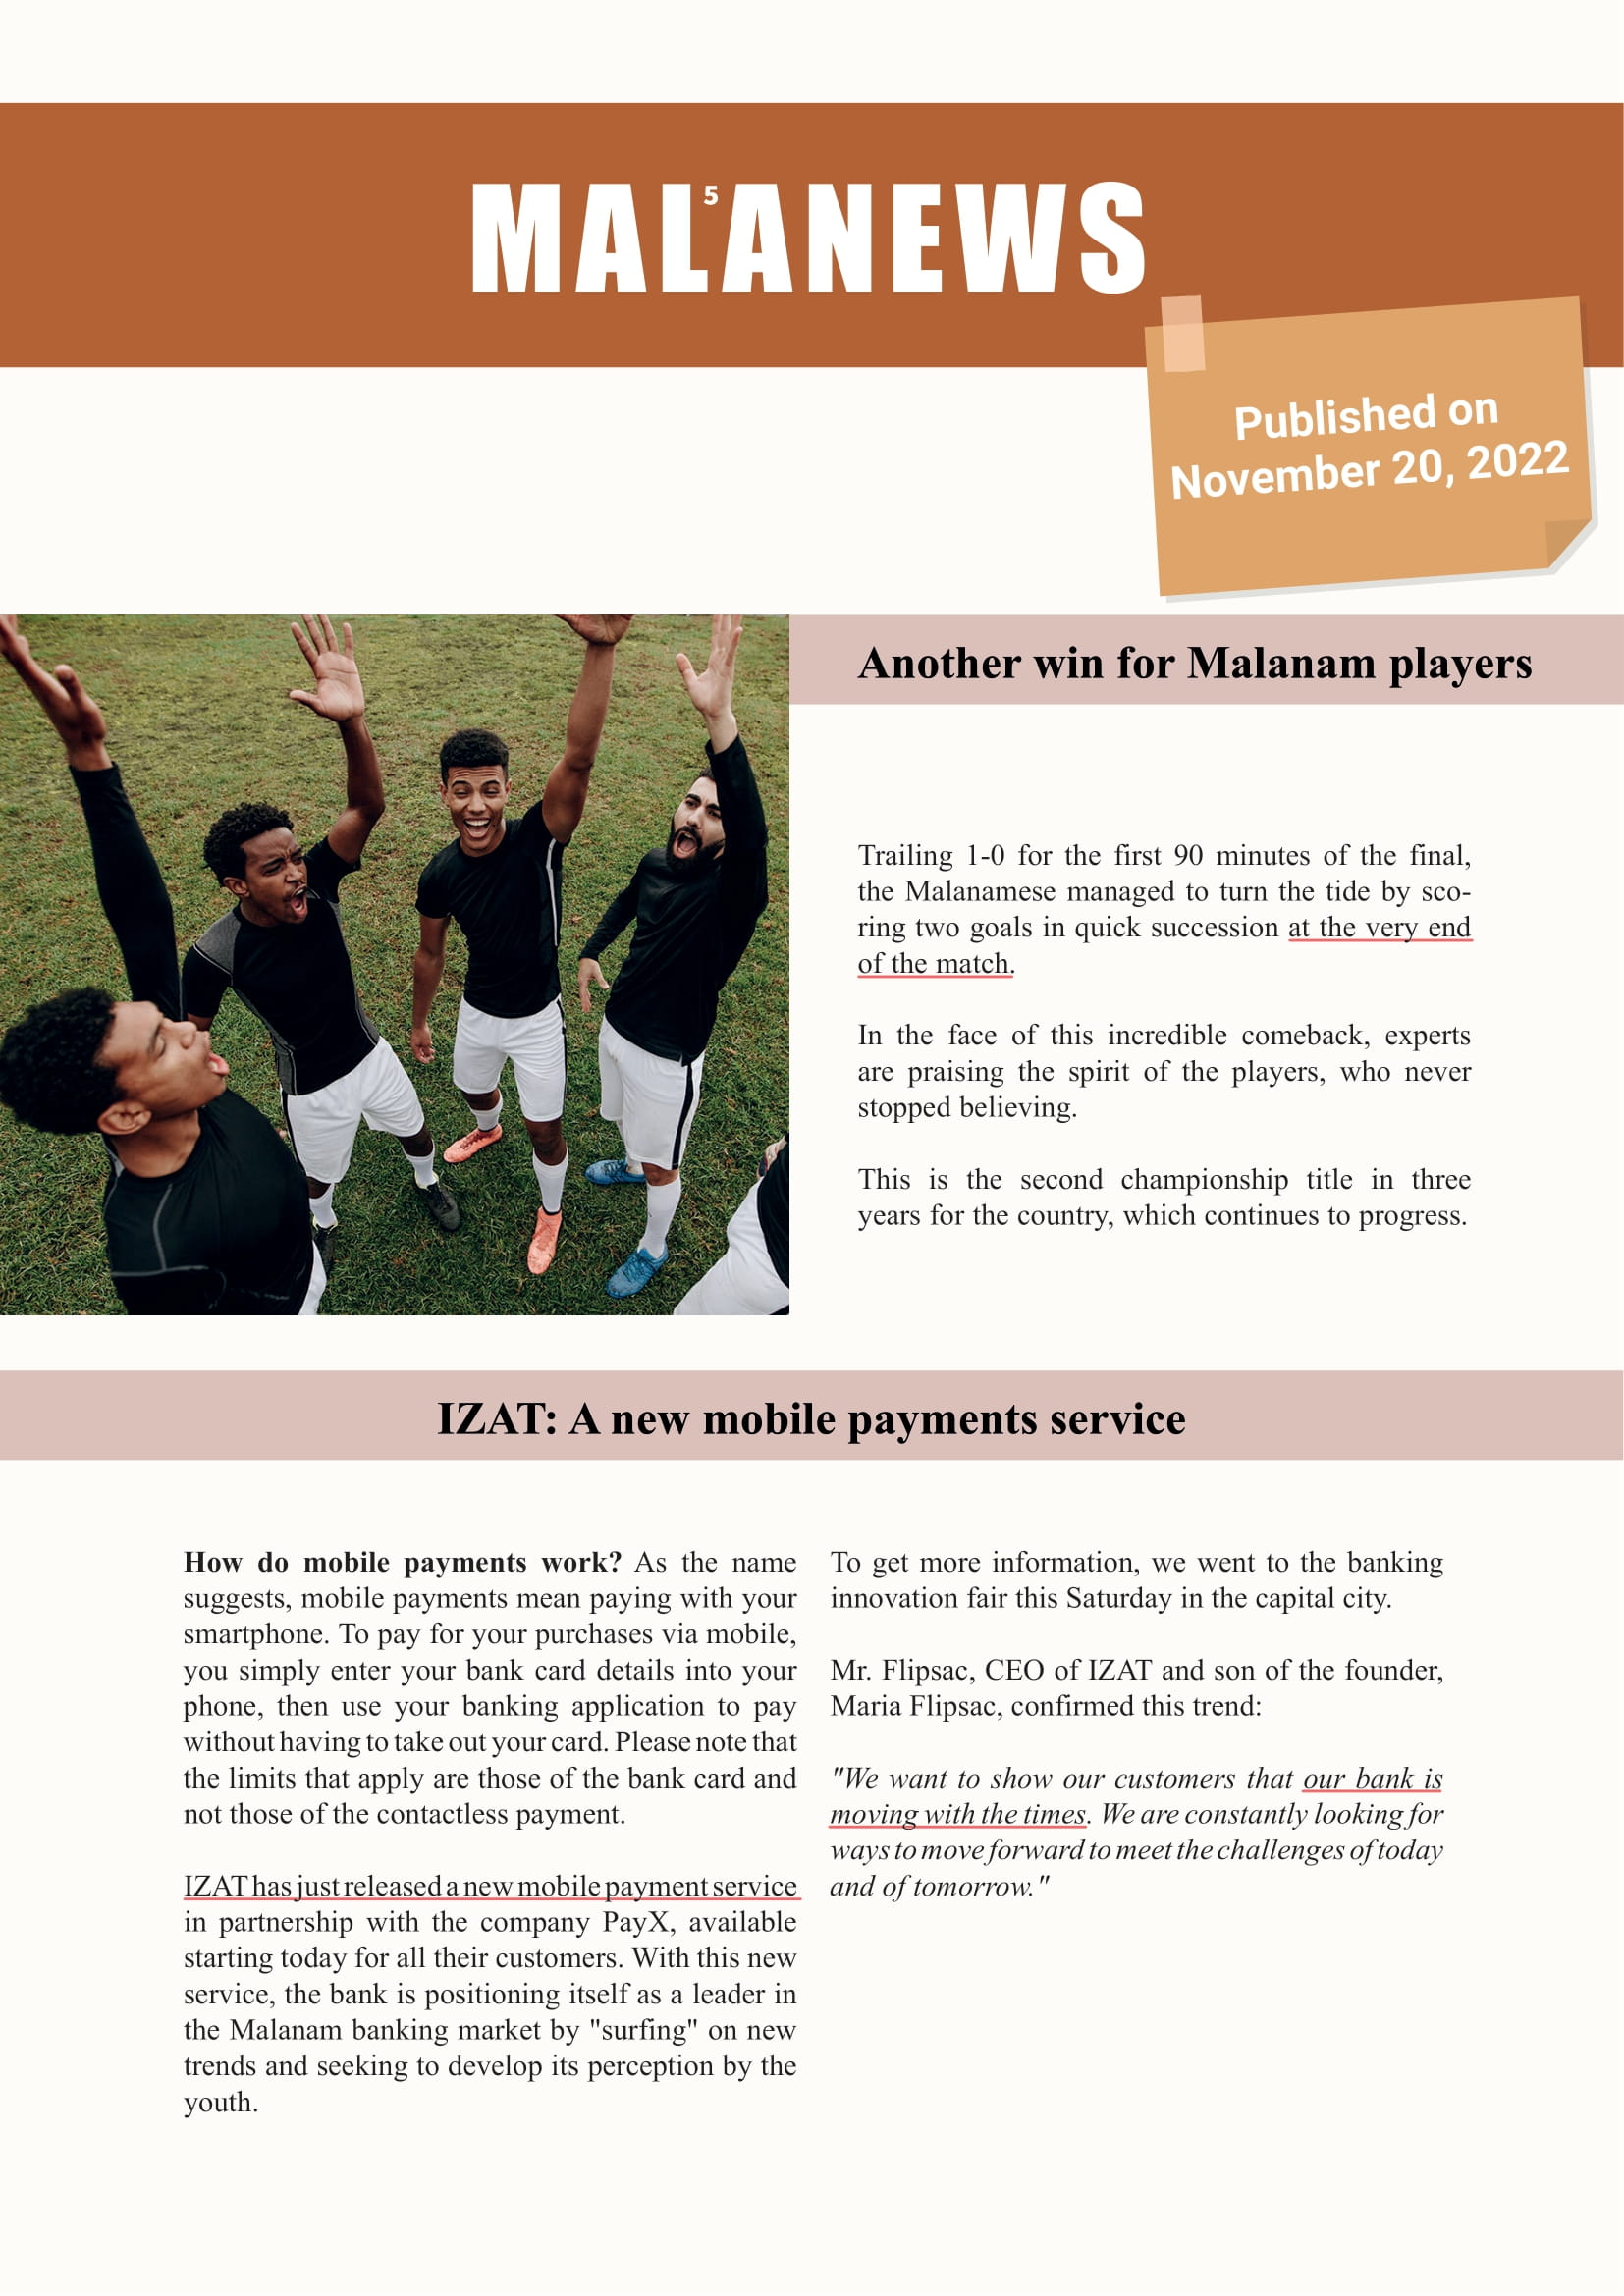 MALANEWS
5
Published on
November 20, 2022
Another win for Malanam players
Trailing 1-0 for the first 90 minutes of the final,
the Malanamese managed to turn the tide by sco-
ring two goals in quick succession at the very end
of the match.
In the face of this incredible comeback, experts
are praising the spirit of the players, who never
stopped believing.
This is the second championship title in three
years for the country, which continues to progress.
IZAT: A new mobile payments service
How do mobile payments work? As the name
suggests, mobile payments mean paying with your
smartphone. To pay for your purchases via mobile,
you simply enter your bank card details into your
phone, then use your banking application to pay
without having to take out your card. Please note that
the limits that apply are those of the bank card and
not those of the contactless payment.
IZAT has just released a new mobile payment service
in partnership with the company PayX, available
starting today for all their customers. With this new
service, the bank is positioning itself as a leader in
the Malanam banking market by "surfing" on new
trends and seeking to develop its perception by the
youth.
To get more information, we went to the banking
innovation fair this Saturday in the capital city.
Mr. Flipsac, CEO of IZAT and son of the founder,
Maria Flipsac, confirmed this trend:
"We want to show our customers that our bank is
moving with the times. We are constantly looking for
ways to move forward to meet the challenges of today
and of tomorrow."